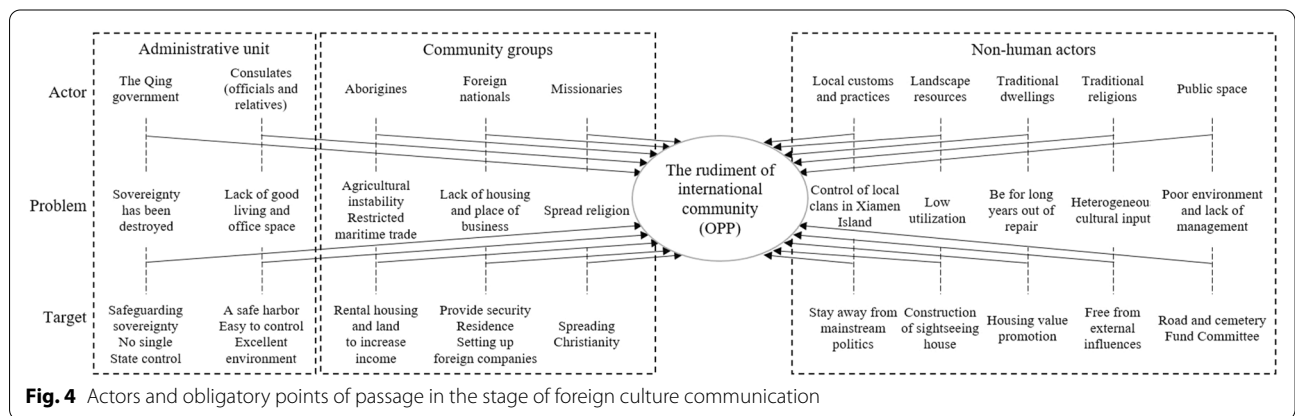 Administrative unit
Community groups
Non-human actors
Actor
The Qing
government
Consulates
(officials and
relatives)
Aborigines
Foreign
nationals
Missionaries
Local customs
and practices
Landscape
resources
Traditional
dwellings
Traditional
religions
Public space
The rudiment of
international
community
(OPP)
Problem
Sovereignty
has been
destroyed
Lack of good
living and
office space
Agricultural
instability
Restricted
maritime trade
Lack of housing
and place of
business
Spread religion
Control of local
clans in Xiamen
Island
Low
utilization
Be for long
years out of
repair
Heterogeneou
cultural input
Poor environment
and lack of
management
Target
Safeguarding
sovereignty
No single
State control
A safe harbor
Easy to control
Excellent
environment
Rental housing
and land
to increase
income
Provide security
Residence
Setting up
foreign companies
Spreading
Christianity
Stay away from
mainstream
politics
Construction
of sightseeing
house
Housing value
promotion
Free from
external
influences
Road and cemetery
Fund Committee
Fig. 4 Actors and obligatory points of passage in the stage of foreign culture communication